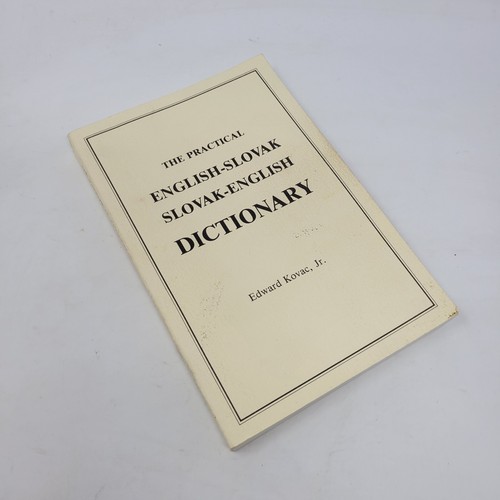 THE PRACTICAL
ENGLISH-SLOVAK
SLOVAK-ENGLISH
DICTIONARY
Edward Kovac, Jr.